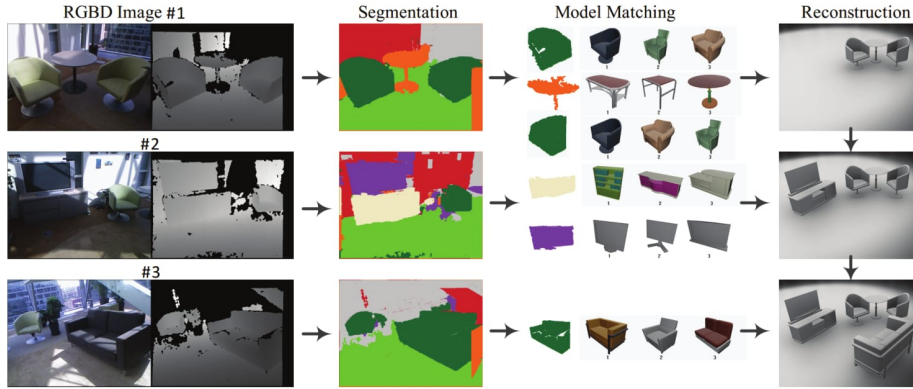 RGBD Image #1
Segmentation
Model Matching
Reconstruction
1 2 3
1 2 3
1 2 3
#2
1 2 3
1 2 3
#3
1 2 3